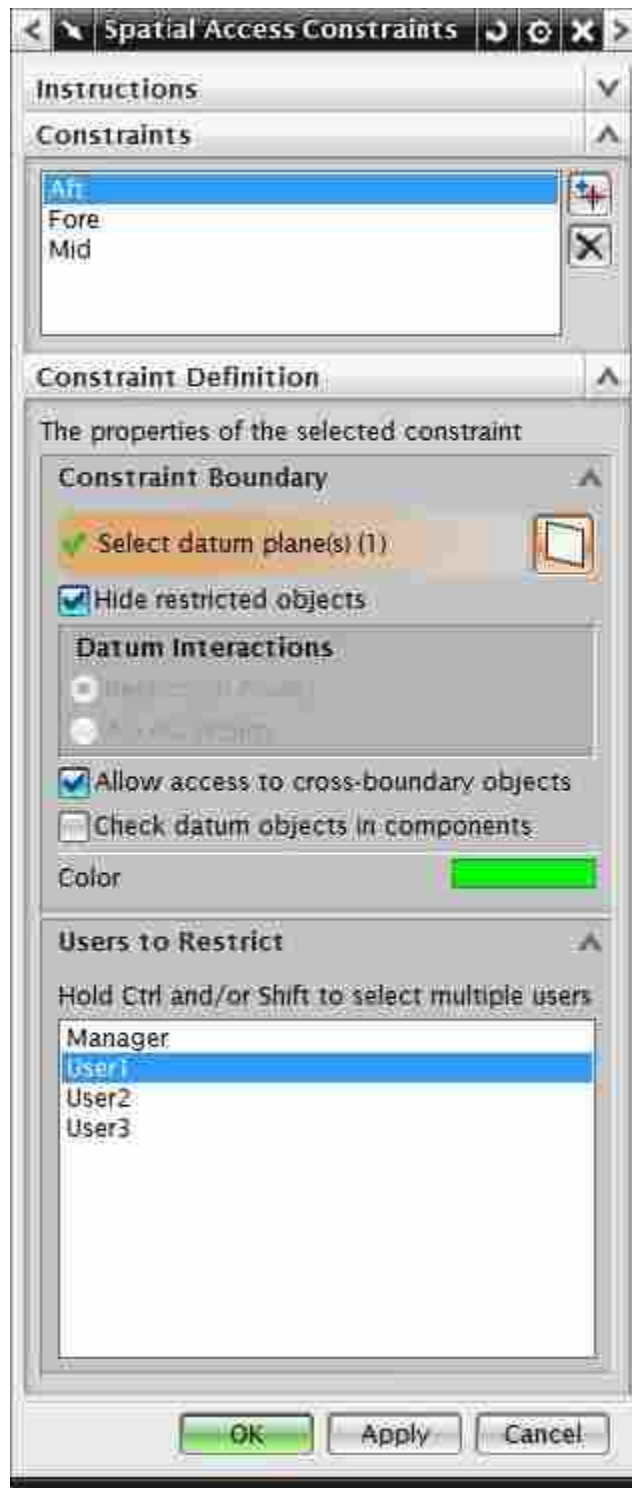 Spatial Access Constraints
Instructions
Constraints
Aft
Fore
Mid
Constraint Definition
The properties of the selected constraint
Constraint Boundary
Select datum plane(s) (1)
Hide restricted objects
Datum Interactions
Allow access to cross-boundary objects
Check datum objects in components
Color
Users to Restrict
Hold Ctrl and/or Shift to select multiple users
Manager
User1
User2
User3
OK Apply Cancel